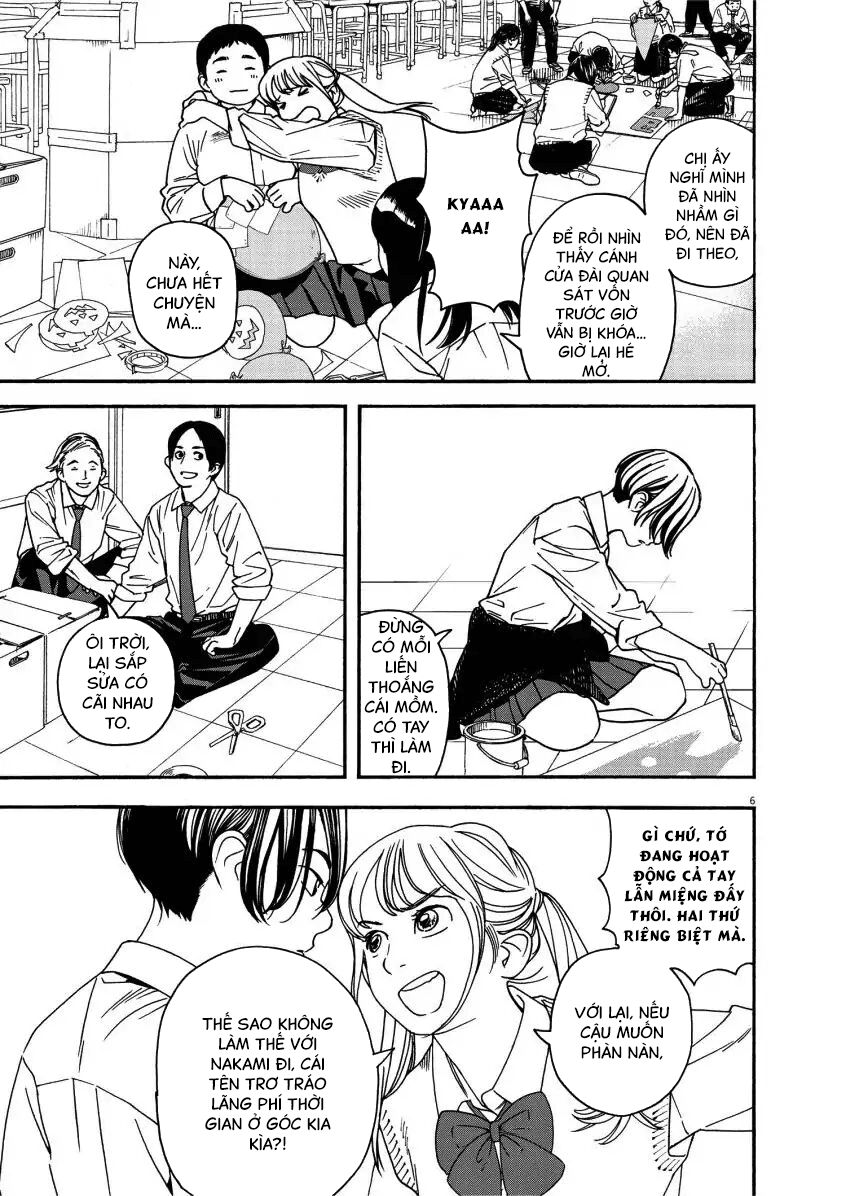 CHỊ ẤY
NGHĨ MÌNH
ĐÃ NHÌN
NHẦM GÌ
ĐÓ, NÊN ĐÃ
ĐI THEO,
ĐỂ RỒI NHÌN
THẤY CÁNH
CỬA ĐÀI QUAN
SÁT VỐN
TRƯỚC GIỜ
VẪN BỊ KHÓA...
GIỜ LẠI HÉ
MỞ.
KYAAA
AA!
NÀY,
CHƯA HẾT
CHUYỆN
MÀ...
ĐỪNG
CÓ MỖI
LIẾN
THOẮNG
CÁI MỒM.
CÓ TAY
THÌ LÀM
ĐI.
ÔI TRỜI,
LẠI SẮP
SỬA CÓ
CÃI NHAU
TO.
6
GÌ CHỨ, TỚ
ĐANG HOẠT
ĐỘNG CẢ TAY
LẪN MIỆNG ĐẤY
THÔI. HAI THỨ
RIÊNG BIỆT MÀ.
VỚI LẠI, NẾU
CẬU MUỐN
PHÀN NÀN,
THẾ SAO KHÔNG
LÀM THẾ VỚI
NAKAMI ĐI, CÁI
TÊN TRƠ TRÁO
LÃNG PHÍ THỜI
GIAN Ở GÓC KIA
KÌA?!